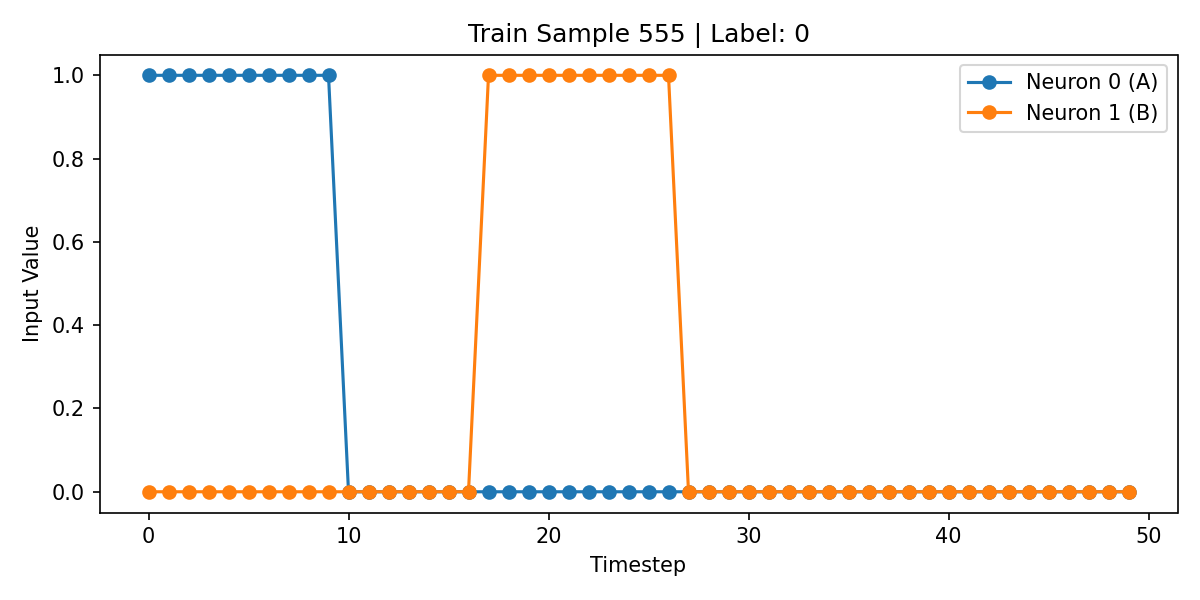 Train Sample 555 | Label: 0
Neuron 0 (A)
Neuron 1 (B)
Input Value
1.0
0.8
0.6
0.4
0.2
0.0
0 10 20 30 40 50
Timestep